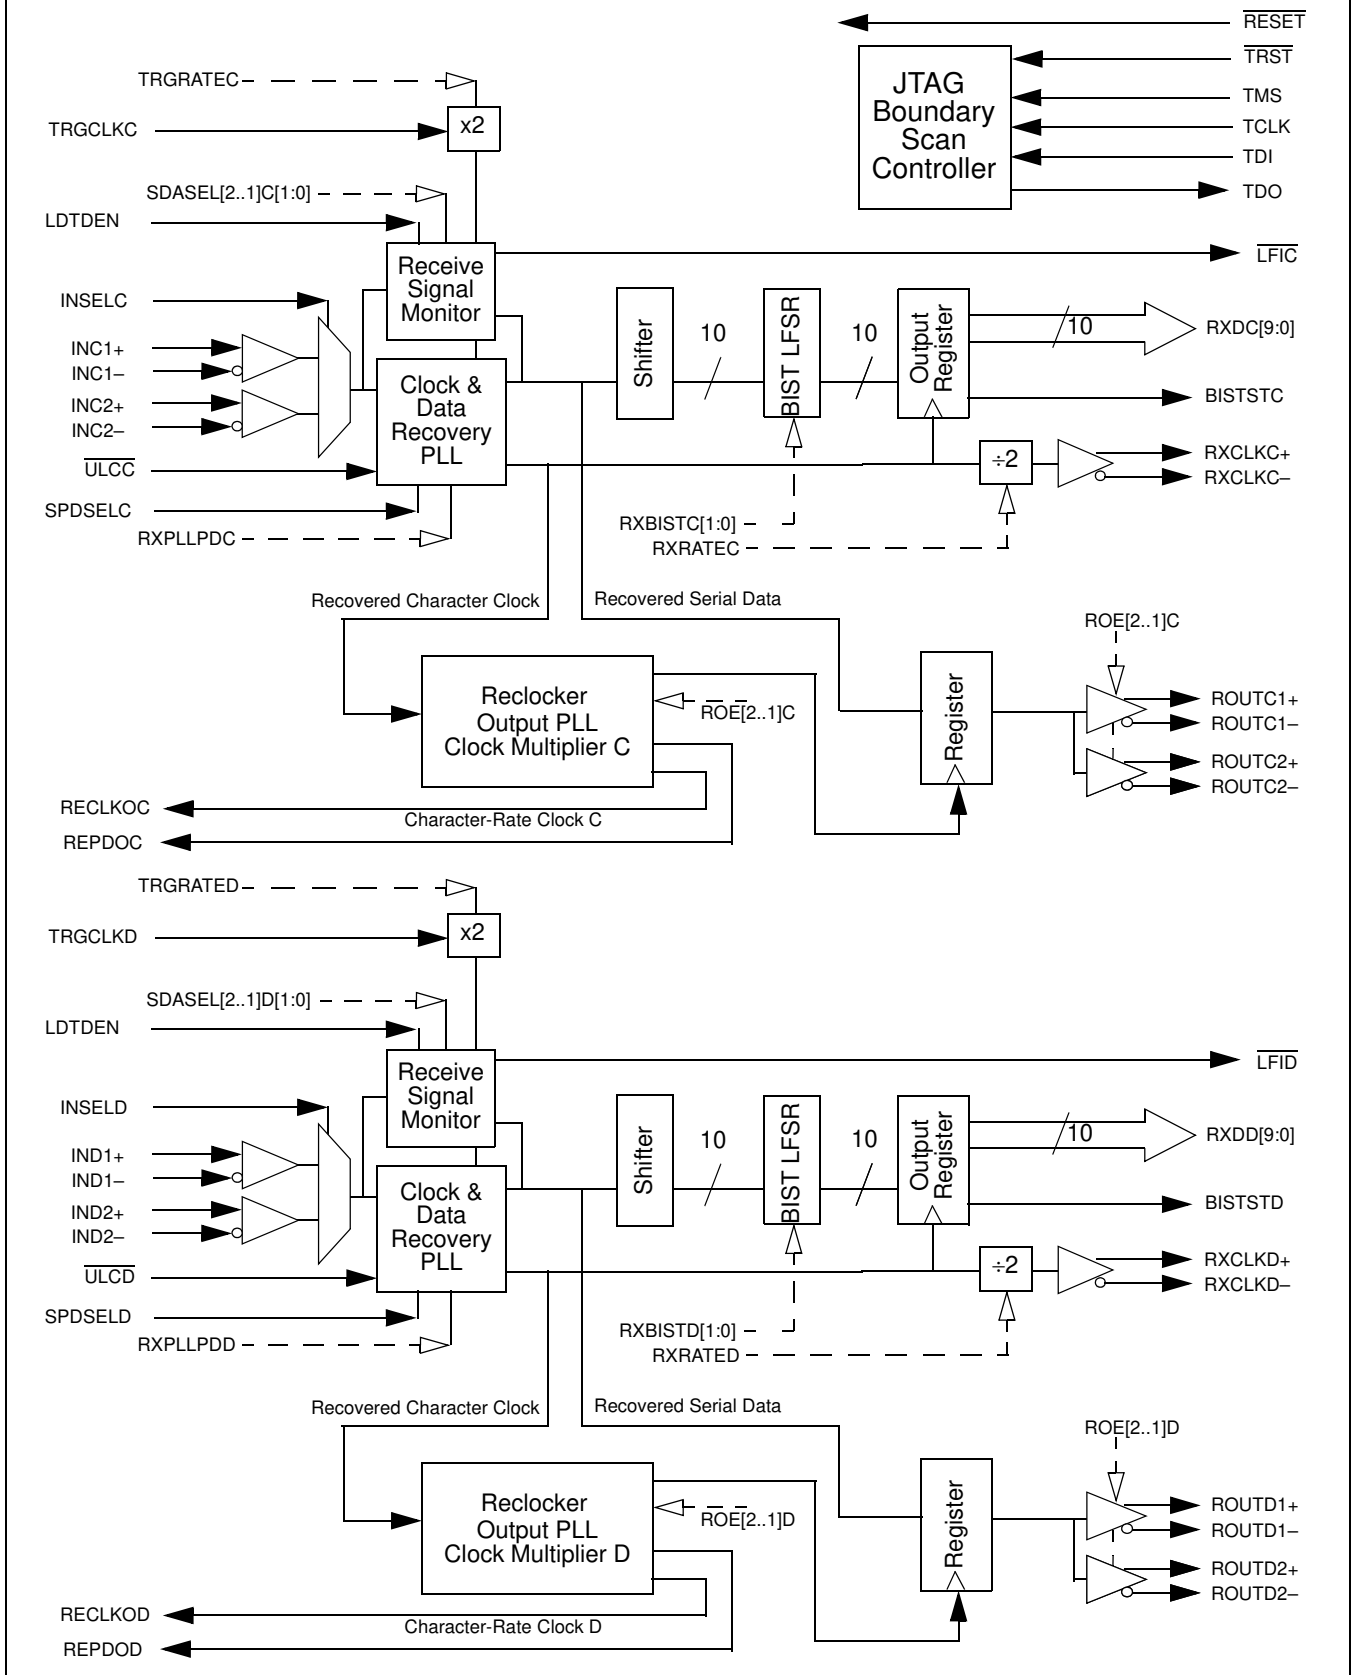 RESET
TRST
TMS
TCLK
TDI
TDO
JTAG
Boundary
Scan
Controller
TRGRATEC
TRGCLKC
x2
SDASEL[2..1]C[1:0]
LDTDEN
Receive
Signal
Monitor
LFIC
INSELC
INC1+
INC1–
INC2+
INC2–
ULCC
SPDSELC
RXPLLPDC
Clock &
Data
Recovery
PLL
Shifter
10
BIST LFSR
10
Output
Register
10
RXDC[9:0]
BISTSTC
÷2
RXCLKC+
RXCLKC–
RXBISTC[1:0]
RXRATEC
Recovered Character Clock
Recovered Serial Data
Reclocker
Output PLL
Clock Multiplier C
ROE[2..1]C
Register
ROE[2..1]C
ROUTC1+
ROUTC1–
ROUTC2+
ROUTC2–
RECLKOC
Character-Rate Clock C
REPDOC
TRGRATED
TRGCLKD
x2
SDASEL[2..1]D[1:0]
LDTDEN
Receive
Signal
Monitor
LFID
INSELD
IND1+
IND1–
IND2+
IND2–
ULCD
SPDSELD
RXPLLPDD
Clock &
Data
Recovery
PLL
Shifter
10
BIST LFSR
10
Output
Register
10
RXDD[9:0]
BISTSTD
÷2
RXCLKD+
RXCLKD–
RXBISTD[1:0]
RXRATED
Recovered Character Clock
Recovered Serial Data
Reclocker
Output PLL
Clock Multiplier D
ROE[2..1]D
Register
ROE[2..1]D
ROUTD1+
ROUTD1–
ROUTD2+
ROUTD2–
RECLKOD
Character-Rate Clock D
REPDOD